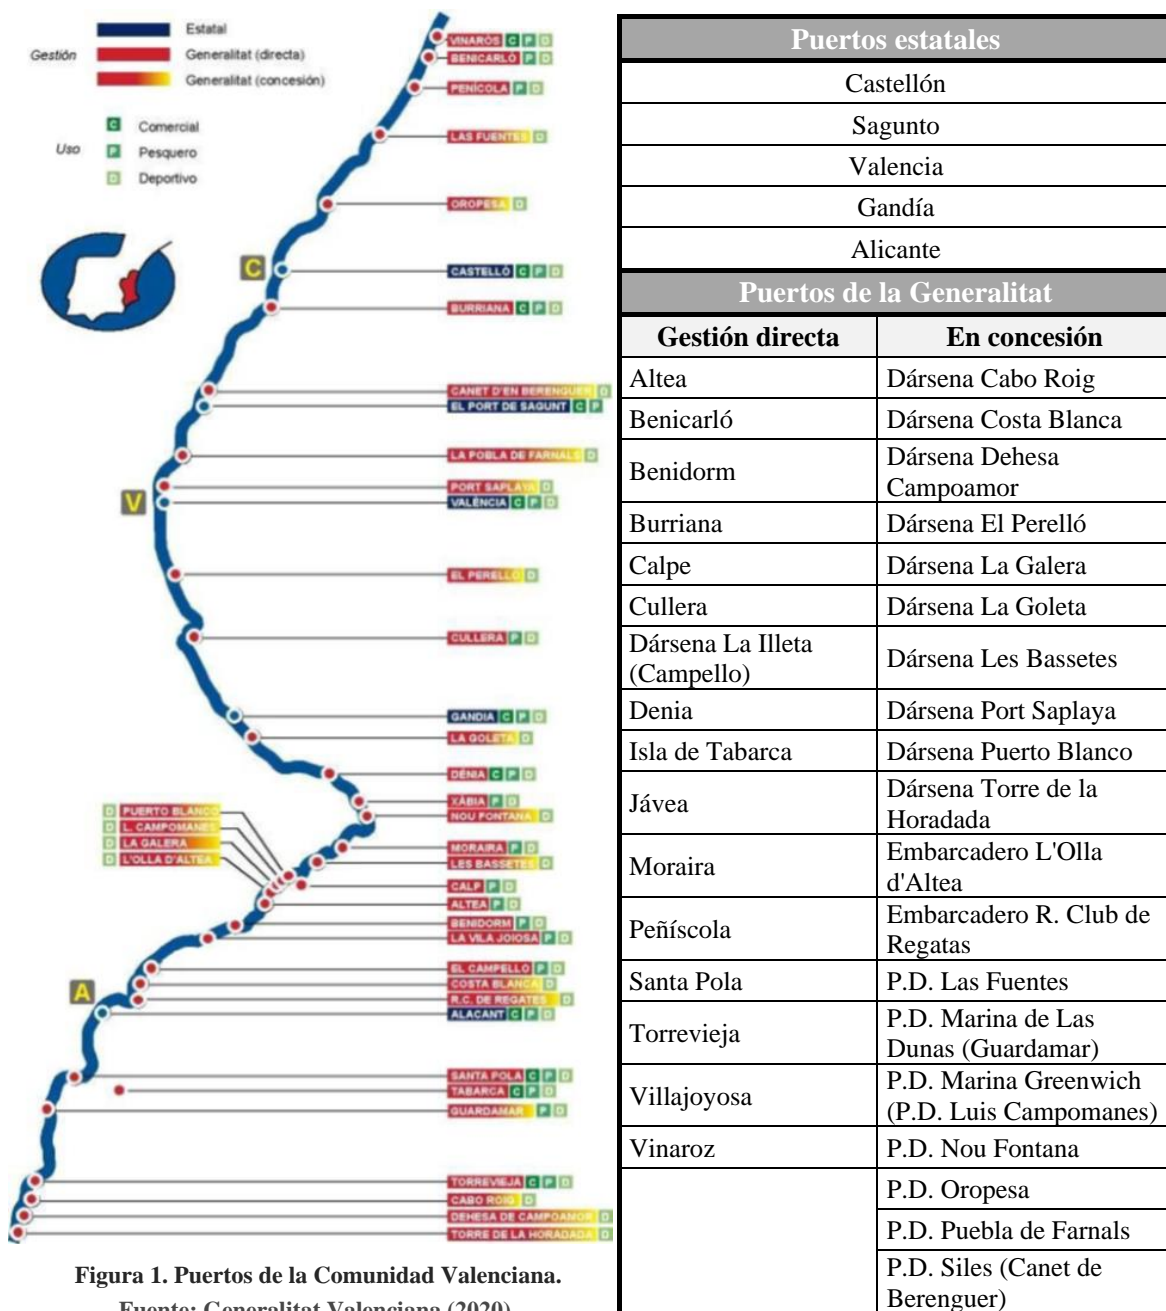 Gestión
Estatal
Generalitat (directa)
Generalitat (concesión)
Uso
C Comercial
P Pesquero
D Deportivo
VINARÒS C P D
BENICARLÓ P D
PENÍCOLA P D
LAS FUENTES D
OROPESA D
C
CASTELLÓ C P D
BURRIANA C P D
CANET D'EN BERENGUER D
EL PORT DE SAGUNT C P
LA POBLA DE FARNALS D
V
PORT SAPLAYA D
VALÈNCIA C P D
EL PERELLÓ D
CULLERA P D
GANDIA C P D
LA GOLETA D
DÉNIA C P D
XÀBIA P D
NOU FONTANA D
D PUERTO BLANCO
D L. CAMPOMANES
D LA GALERA
D L'OLLA D'ALTEA
MORAIRA P D
LES BASSETES D
CALP P D
ALTEA P D
BENIDORM P D
LA VILA JOIOSA P D
A
EL CAMPELLO P D
COSTA BLANCA D
R.C. DE REGATES D
ALACANT C P D
SANTA POLA C P D
TABARCA C P D
GUARDAMAR P D
TORREVIEJA C P D
CABO ROIG D
DEHESA DE CAMPOAMOR D
TORRE DE LA HORADADA D
Figura 1. Puertos de la Comunidad Valenciana.
Fuente: Generalitat Valenciana (2020)
Puertos estatales
Castellón
Sagunto
Valencia
Gandía
Alicante
Puertos de la Generalitat
Gestión directa En concesión
Altea Dársena Cabo Roig
Benicarló Dársena Costa Blanca
Benidorm Dársena Dehesa
Campoamor
Burriana Dársena El Perelló
Calpe Dársena La Galera
Cullera Dársena La Goleta
Dársena La Illeta
(Campello) Dársena Les Bassetes
Denia Dársena Port Saplaya
Isla de Tabarca Dársena Puerto Blanco
Jávea Dársena Torre de la
Horadada
Moraira Embarcadero L'Olla
d'Altea
Peñíscola Embarcadero R. Club de
Regatas
Santa Pola P.D. Las Fuentes
Torrevieja P.D. Marina de Las
Dunas (Guardamar)
Villajoyosa P.D. Marina Greenwich
(P.D. Luis Campomanes)
Vinaroz P.D. Nou Fontana
P.D. Oropesa
P.D. Puebla de Farnals
P.D. Siles (Canet de
Berenguer)